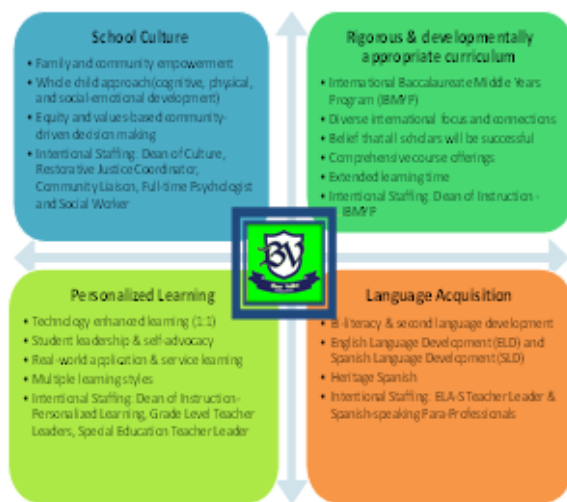 School Culture
• Family and community empowerment
• Whole child approach(cognitive, physical,
and social-emotional development)
• Equity and values-based community-
driven decision making
• Intentional Staffing: Dean of Culture,
Restorative Justice Coordinator,
Community Liaison, Full-time Psychologist
and Social Worker
Rigorous & developmentally
appropriate curriculum
• International Baccalaureate Middle Years
Program (IBMYP)
• Diverse international focus and connections
• Belief that all scholars will be successful
• Comprehensive course offerings
• Extended learning time
• Intentional Staffing: Dean of Instruction -
IBMYP
BV
Personalized Learning
• Technology enhanced learning (1:1)
• Student leadership & self-advocacy
• Real-world application & service learning
• Multiple learning styles
• Intentional Staffing: Dean of Instruction-
Personalized Learning, Grade Level Teacher
Leaders, Special Education Teacher Leader
Language Acquisition
• Bi-literacy & second language development
• English Language Development (ELD) and
Spanish Language Development (SLD)
• Heritage Spanish
• Intentional Staffing: ELA-S Teacher Leader &
Spanish-speaking Para-Professionals